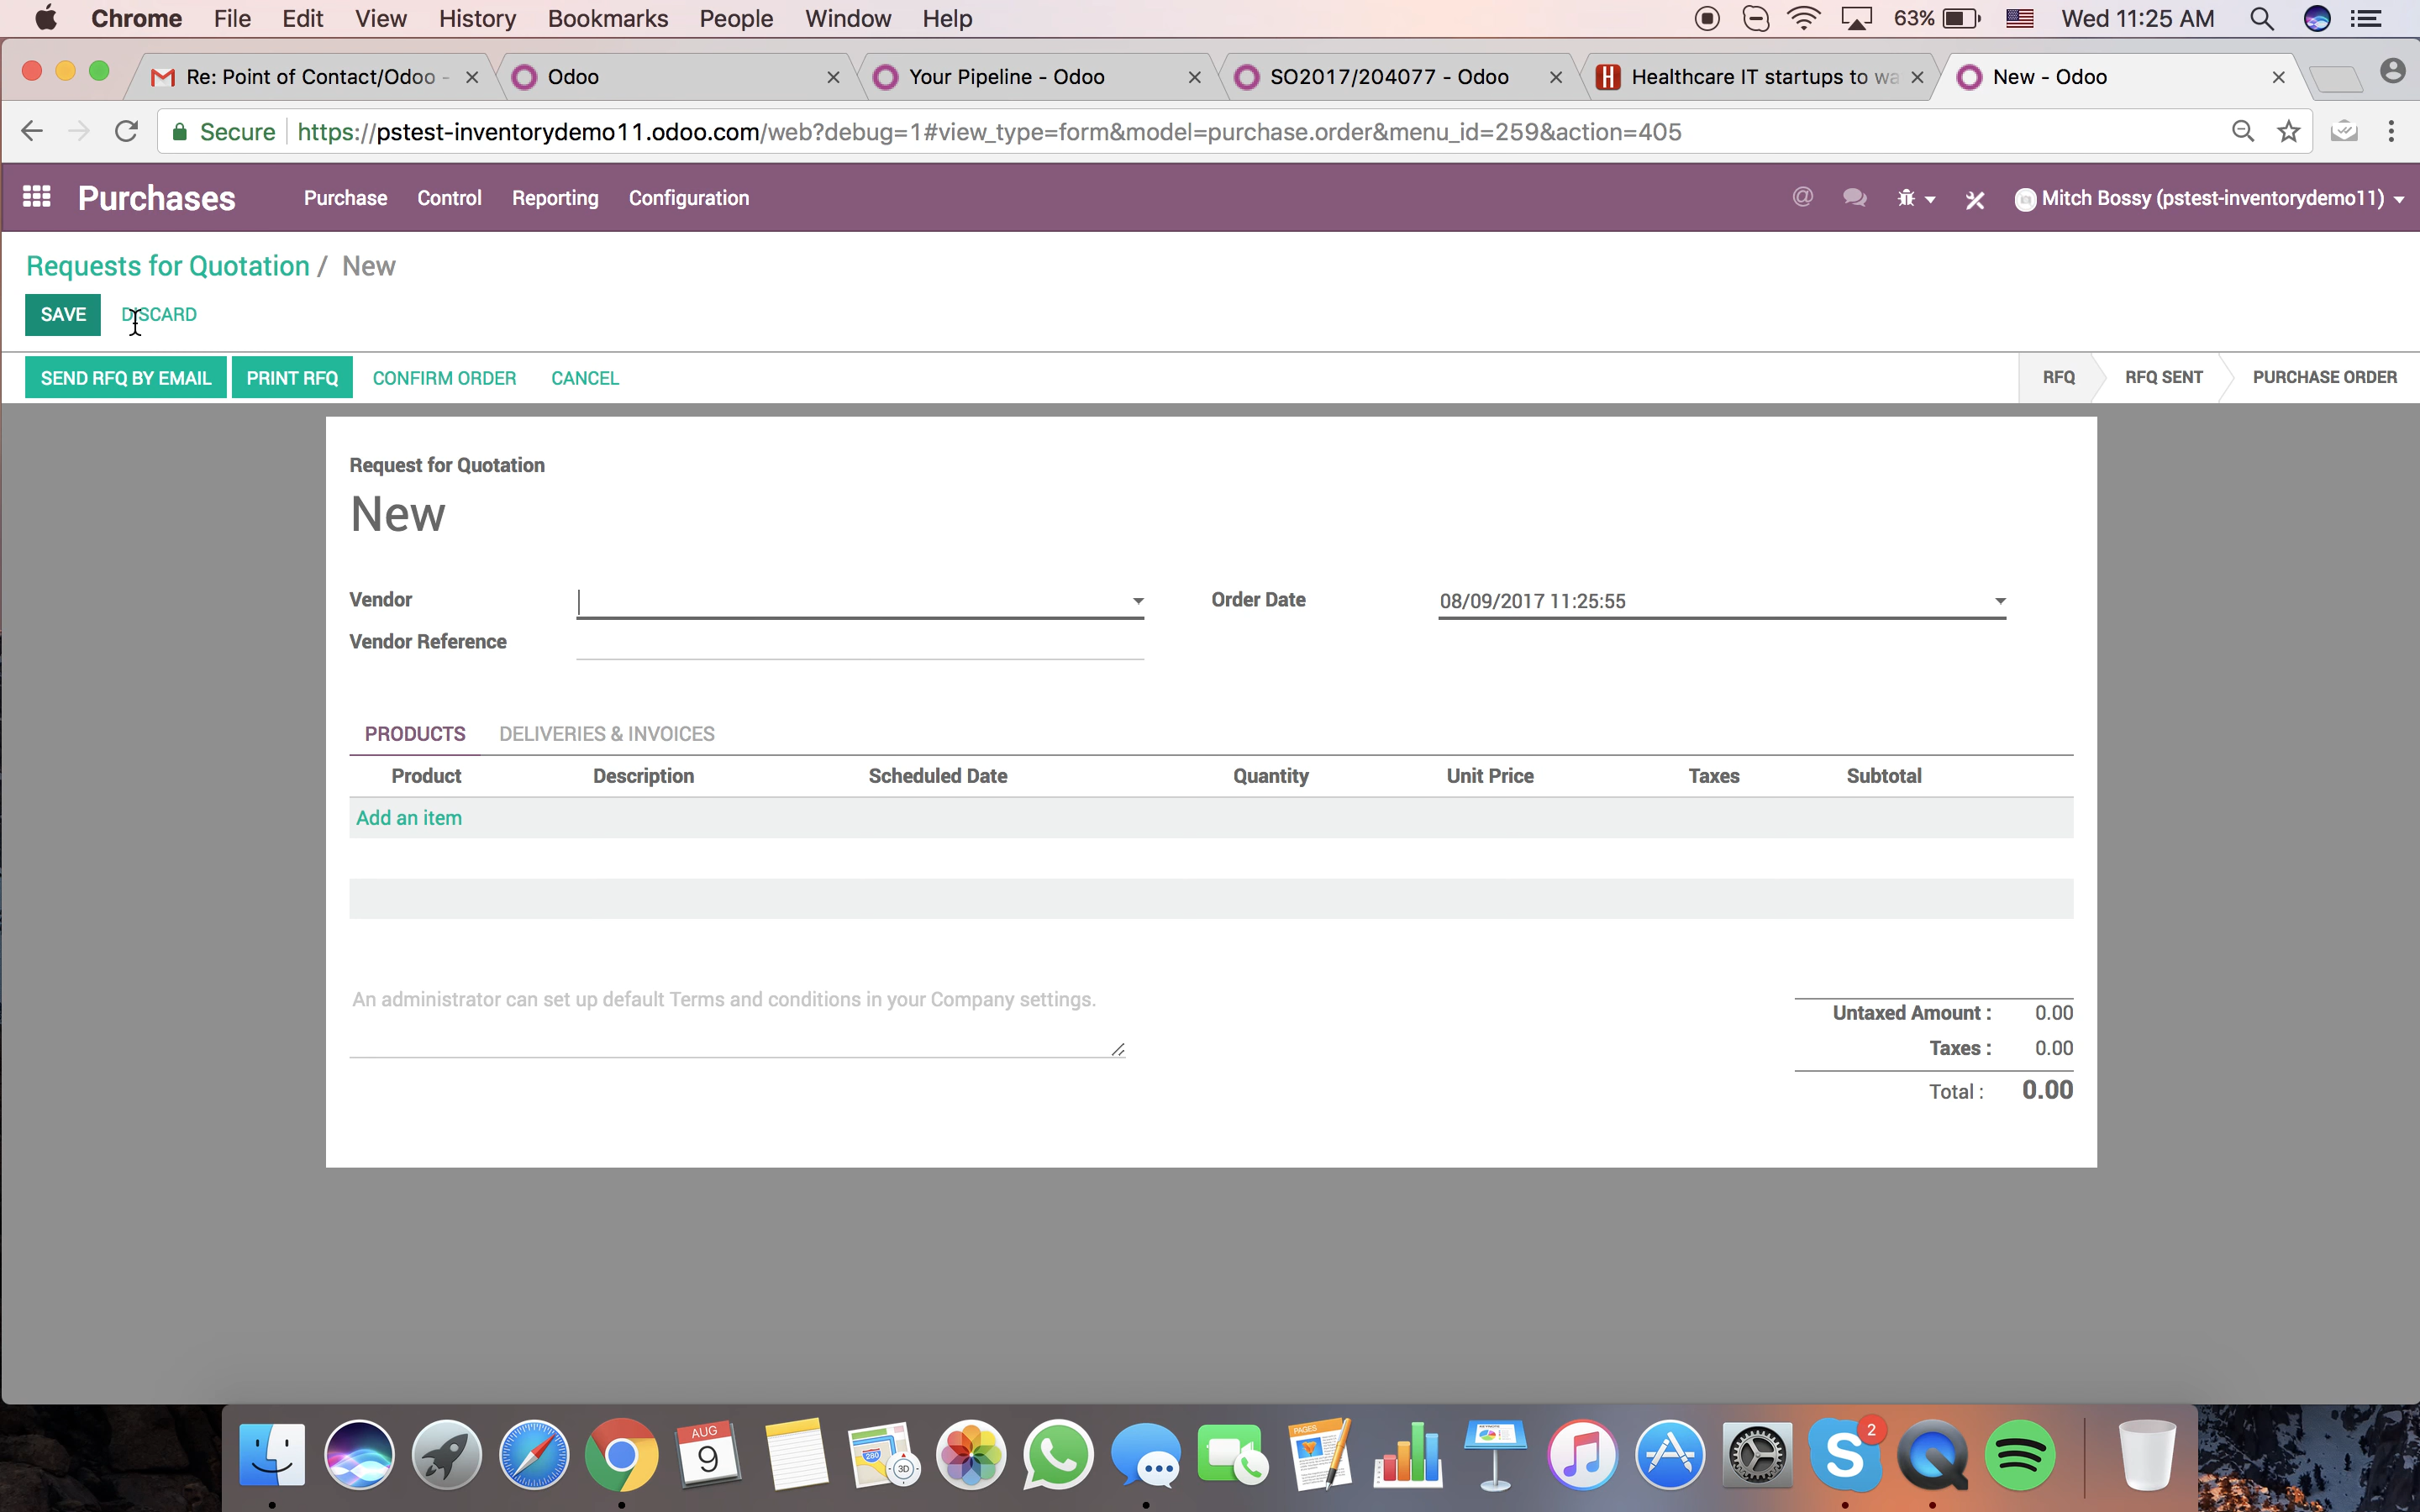 Chrome File Edit View History Bookmarks People Window Help 63% Wed 11:25 AM
Re: Point of Contact/Odoo - Odoo Your Pipeline - Odoo SO2017/204077 - Odoo Healthcare IT startups to wa New - Odoo
Secure https://pstest-inventorydemo11.odoo.com/web?debug=1#view_type=form&model=purchase.order&menu_id=259&action=405
Purchases Purchase Control Reporting Configuration @ Mitch Bossy (pstest-inventorydemo11)
Requests for Quotation / New
SAVE DISCARD
SEND RFQ BY EMAIL PRINT RFQ CONFIRM ORDER CANCEL RFQ RFQ SENT PURCHASE ORDER
Request for Quotation
New
Vendor Order Date 08/09/2017 11:25:55
Vendor Reference
PRODUCTS DELIVERIES & INVOICES
Product Description Scheduled Date Quantity Unit Price Taxes Subtotal
Add an item
An administrator can set up default Terms and conditions in your Company settings.
Untaxed Amount : 0.00
Taxes : 0.00
Total : 0.00
AUG
9
280
3D
PAGES
2